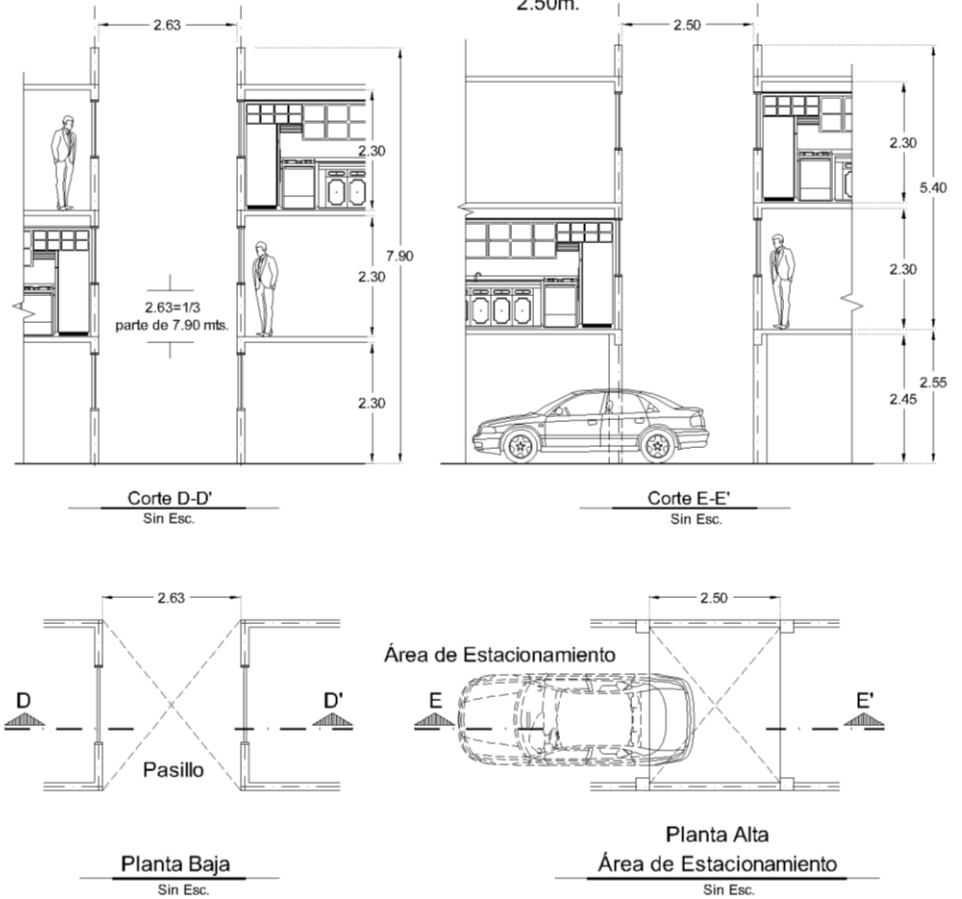 2.50m.
2.63
2.30
2.30
7.90
2.63=1/3
parte de 7.90 mts.
2.30
Corte D-D'
Sin Esc.
2.50
2.30
5.40
2.30
2.55
2.45
Corte E-E'
Sin Esc.
2.63
D
D'
Pasillo
Planta Baja
Sin Esc.
2.50
Área de Estacionamiento
E
E'
Planta Alta
Área de Estacionamiento
Sin Esc.